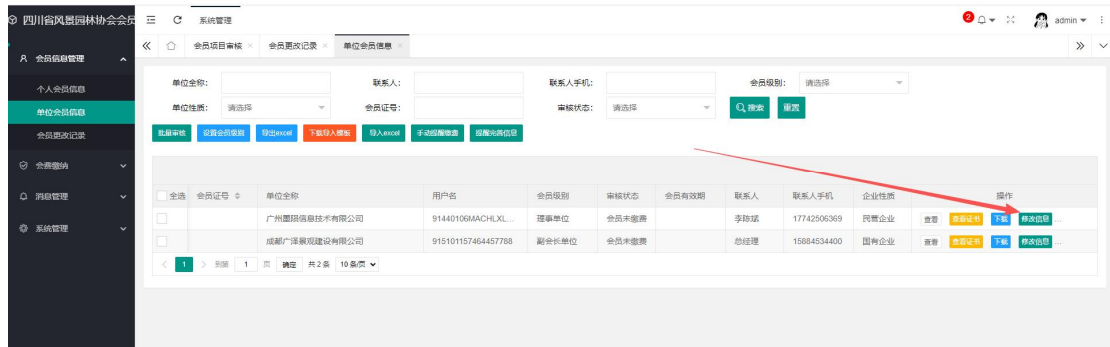 四川省风景园林协会会员
系统管理
2
admin
会员信息管理
会员项目审核 ×
会员更改记录 ×
单位会员信息 ×
个人会员信息
单位会员信息
会员更改记录
会费缴纳
消息管理
系统管理
单位全称:
联系人:
联系人手机:
会员级别: 请选择
单位性质: 请选择
会员证号:
审核状态: 请选择
搜索 重置
批量审核 设置会员级别 导出excel 下载导入模板 导入excel 手动提醒缴费 提醒完善信息
全选 会员证号 单位全称 用户名 会员级别 审核状态 会员有效期 联系人 联系人手机 企业性质 操作
广州墨陨信息技术有限公司 91440106MACHLXL... 理事单位 会员未缴费 李陈斌 17742506369 民营企业 查看 查看证书 下载 修改信息 ...
成都广泽景观建设有限公司 915101157464457788 副会长单位 会员未缴费 总经理 15884534400 国有企业 查看 查看证书 下载 修改信息 ...
1 到第 1 页 确定 共 2 条 10 条/页